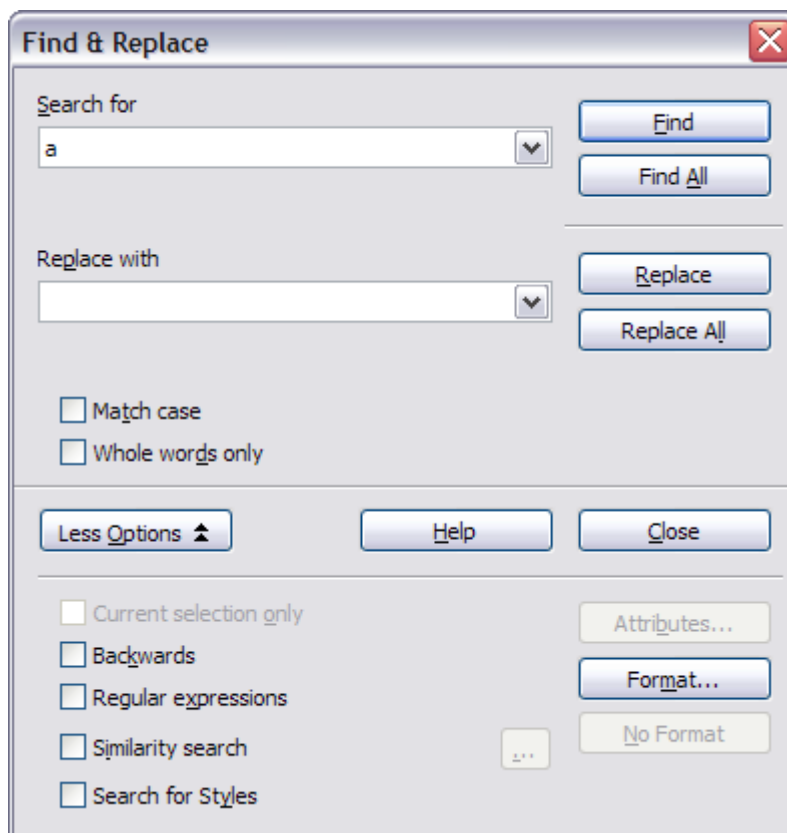 Find & Replace
Search for
a
Find
Find All
Replace with
Replace
Replace All
Match case
Whole words only
Less Options
Help
Close
Current selection only
Attributes...
Backwards
Format...
Regular expressions
No Format
Similarity search
...
Search for Styles